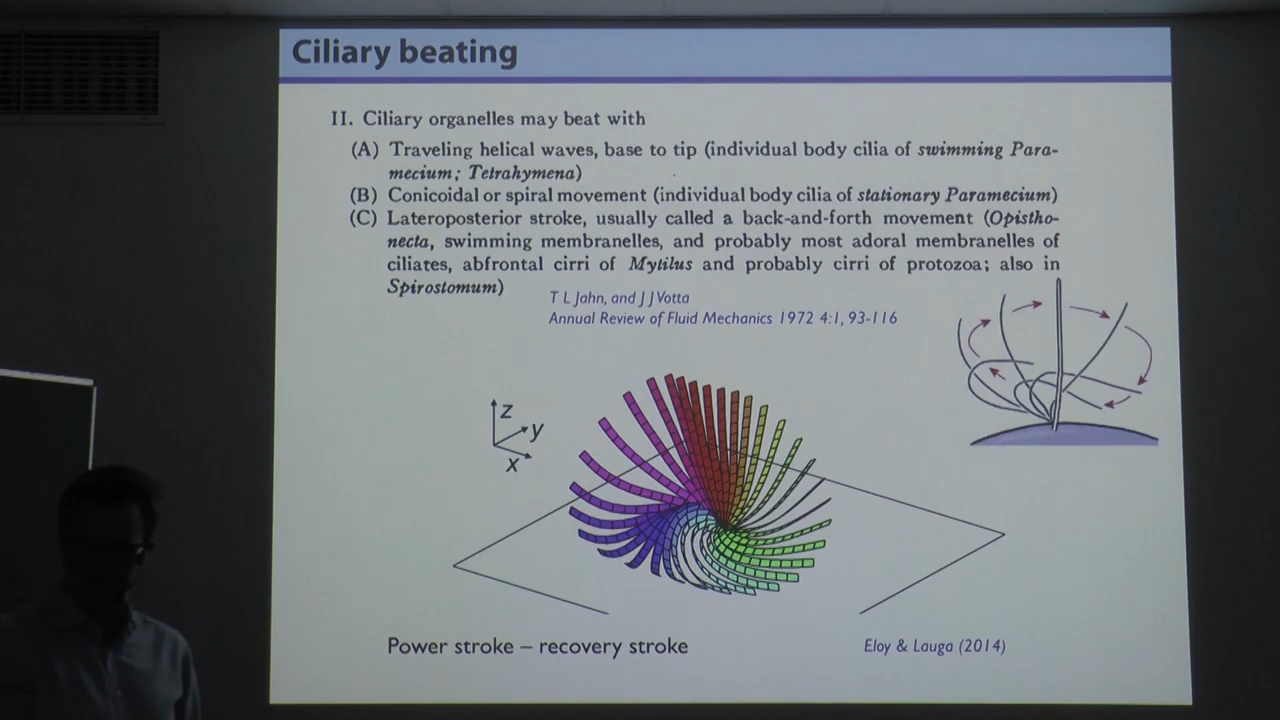 Ciliary beating
II. Ciliary organelles may beat with
(A) Traveling helical waves, base to tip (individual body cilia of swimming Para-
mecium; Tetrahymena)
(B) Conicoidal or spiral movement (individual body cilia of stationary Paramecium)
(C) Lateroposterior stroke, usually called a back-and-forth movement (Opistho-
necta, swimming membranelles, and probably most adoral membranelles of
ciliates, abfrontal cirri of Mytilus and probably cirri of protozoa; also in
Spirostomum)
T L Jahn, and J J Votta
Annual Review of Fluid Mechanics 1972 4:1, 93-116
z
y
x
Power stroke – recovery stroke
Eloy & Lauga (2014)